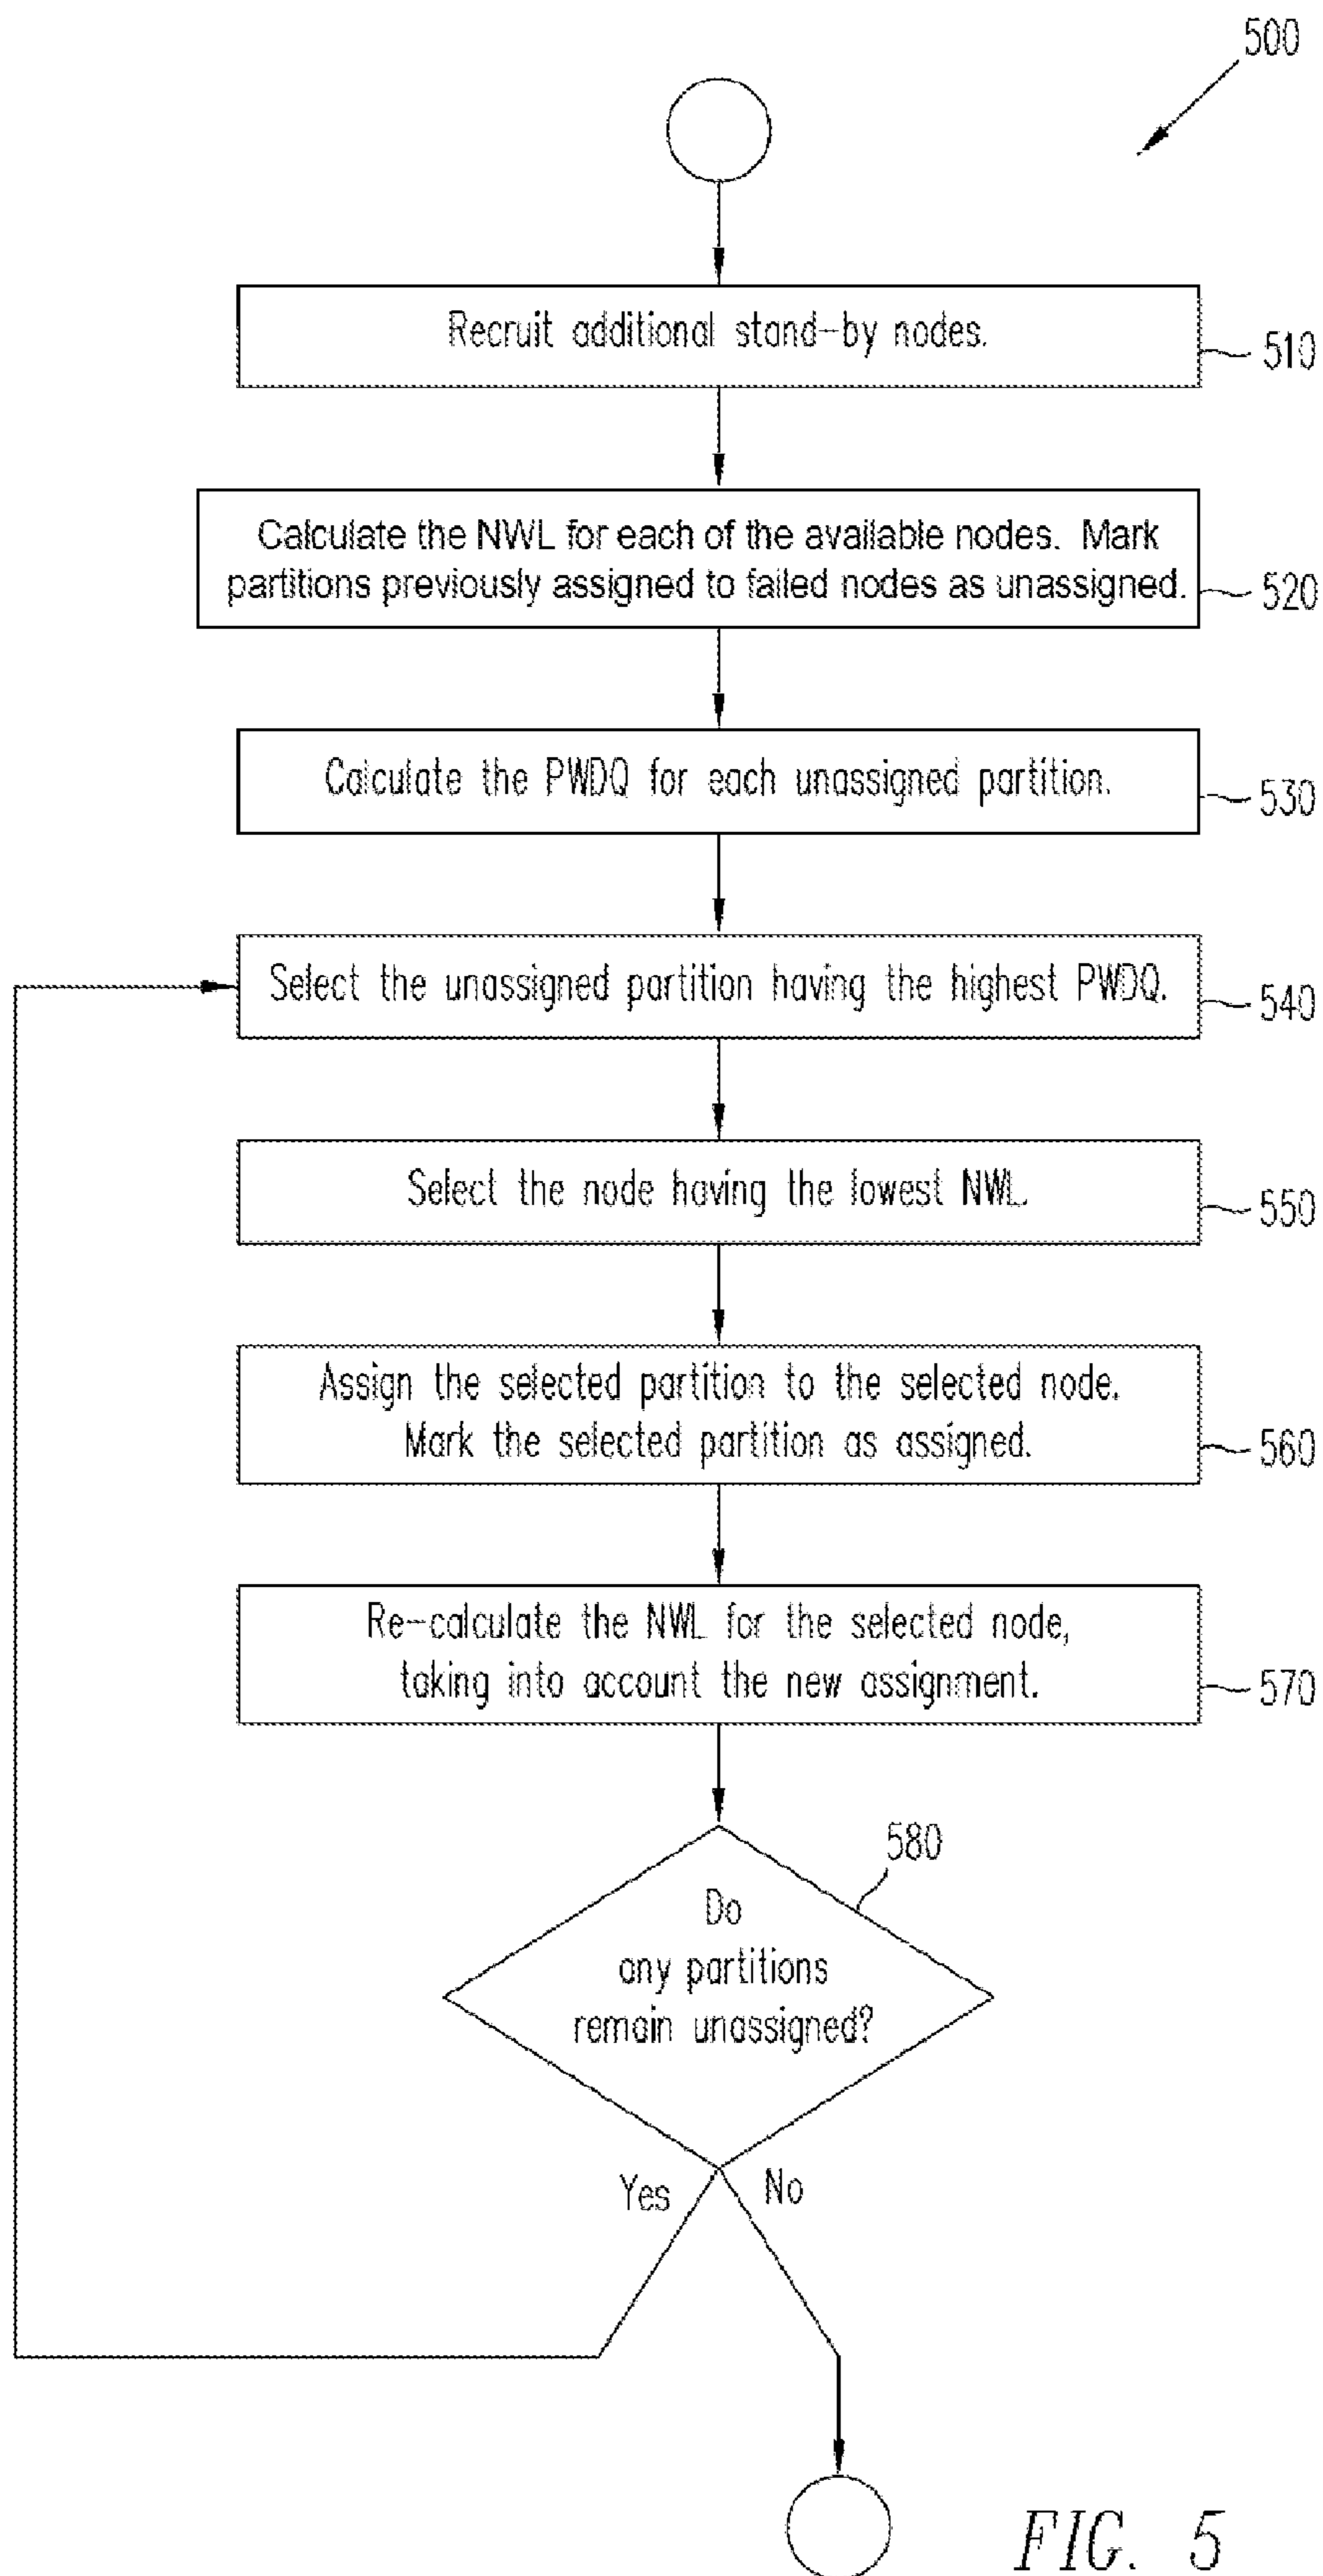 500
Recruit additional stand-by nodes.
510
Calculate the NWL for each of the available nodes. Mark
partitions previously assigned to failed nodes as unassigned.
520
Calculate the PWDQ for each unassigned partition.
530
Select the unassigned partition having the highest PWDQ.
540
Select the node having the lowest NWL.
550
Assign the selected partition to the selected node.
Mark the selected partition as assigned.
560
Re-calculate the NWL for the selected node,
taking into account the new assignment.
570
580
Do
any partitions
remain unassigned?
Yes
No
FIG. 5